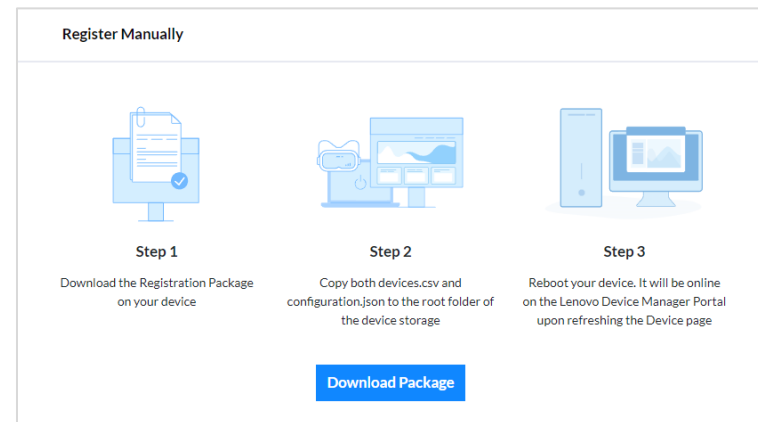 Register Manually
Step 1
Download the Registration Package
on your device
Step 2
Copy both devices.csv and
configuration.json to the root folder of
the device storage
Step 3
Reboot your device. It will be online
on the Lenovo Device Manager Portal
upon refreshing the Device page
Download Package